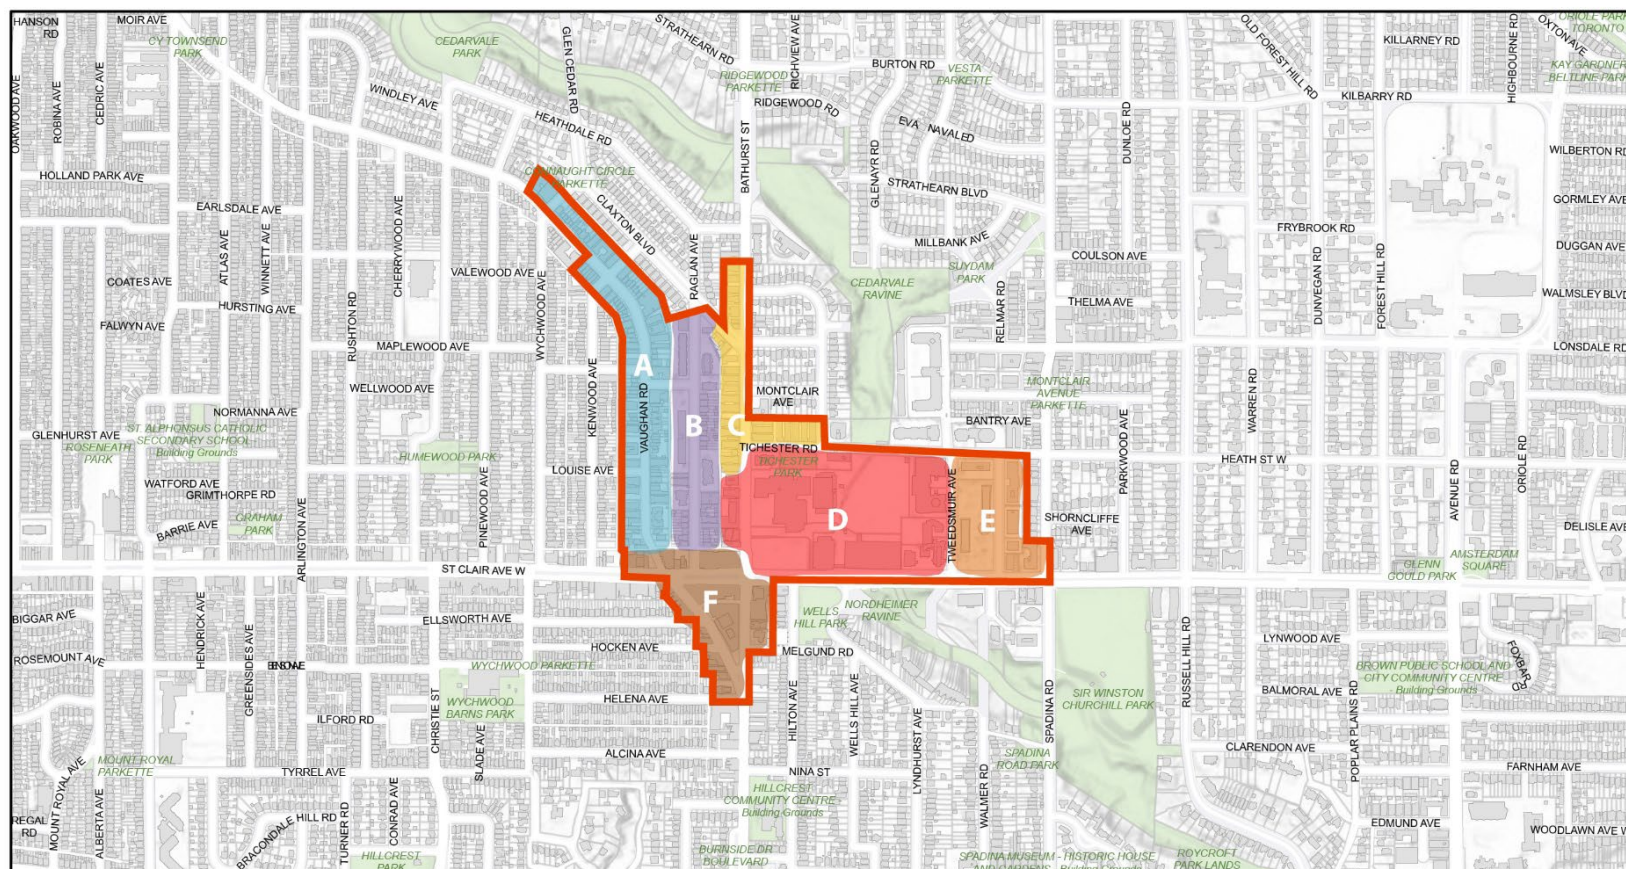 HANSON
RD
MOIR AVE
CY TOWNSEND
PARK
CEDARVALE
PARK
GLEN CEDAR RD
STRATHEARN RD
RICHVIEW AVE
BURTON RD
VESTA
PARKETTE
OLD FOREST HILL RD
KILLARNEY RD
HIGHBOURNE RD
ORIOLE PARK
TORONTO
OXTON AVE
KAY GARDNER
BELTLINE PARK
OAKWOOD AVE
ROBINA AVE
CEDRIC AVE
WINDLEY AVE
HEATHDALE RD
RIDGEWOOD
PARKETTE
RIDGEWOOD RD
KILBARRY RD
EVA
NAVALED
GLENAYR RD
DUNLOE RD
WILBERTON RD
HOLLAND PARK AVE
CONNAUGHT CIRCLE
PARKETTE
BATHURST ST
STRATHEARN BLVD
GORMLEY AVE
EARLSDALE AVE
ATLAS AVE
WINNETT AVE
CHERRYWOOD AVE
CLAXTON BLVD
RAGLAN AVE
MILLBANK AVE
FRYBROOK RD
DUGGAN AVE
COATES AVE
VALEWOOD AVE
WYCHWOOD AVE
SUYDAM
PARK
COULSON AVE
CEDARVALE
RAVINE
HURSTING AVE
RELMAR RD
THELMA AVE
DUNVEGAN RD
FOREST HILL RD
WALMSLEY BLVD
FALWYN AVE
RUSHTON RD
MAPLEWOOD AVE
LONSDALE RD
A
KENWOOD AVE
VAUGHAN RD
WELLWOOD AVE
MONTCLAIR
AVE
MONTCLAIR
AVENUE
PARKETTE
WARREN RD
NORMANNA AVE
GLENHURST AVE
ROSENEATH
PARK
ST ALPHONSUS CATHOLIC
SECONDARY SCHOOL-
Building Grounds
B
C
BANTRY AVE
PARKWOOD AVE
TICHESTER RD
TICHESTER
PARK
HUMEWOOD PARK
HEATH ST W
AVENUE RD
ORIOLE RD
LOUISE AVE
WATFORD AVE
GRIMTHORPE RD
PINEWOOD AVE
TWEEDSMUIR AVE
BARRIE AVE
GRAHAM
PARK
ARLINGTON AVE
D
E
SHORNCLIFFE
AVE
DELISLE AVE
ST CLAIR AVE W
GLENN
GOULD PARK
AMSTERDAM
SQUARE
BIGGAR AVE
HENDRICK AVE
GREENSIDES AVE
ELLSWORTH AVE
F
WELLS
HILL PARK
NORDHEIMER
RAVINE
RUSSELL HILL RD
LYNWOOD AVE
FOXBAR RD
HOCKEN AVE
MELGUND RD
ROSEMOUNT AVE
WYCHWOOD PARKETTE
BROWN PUBLIC SCHOOL AND
CITY COMMUNITY CENTRE
- Building Grounds
CHRISTIE ST
WYCHWOOD
BARNS PARK
HELENA AVE
HILTON AVE
WELLS HILL AVE
SPADINA RD
SIR WINSTON
CHURCHILL PARK
BALMORAL AVE
POPLAR PLAINS RD
ILFORD RD
SLADE AVE
LYNDHURST AVE
ALCINA AVE
SPADINA
ROAD PARK
CLARENDON AVE
MOUNT ROYAL
PARKETTE
TYRREL AVE
NINA ST
WALMER RD
FARNHAM AVE
MOUNT ROYAL AVE
ALBERTA AVE
CONRAD AVE
HILLCREST
COMMUNITY CENTRE -
Building Grounds
REGAL
RD
BRACONDALE HILL RD
TURNER RD
EDMUND AVE
WOODLAWN AVE W
HILLCREST
PARK
BURNSIDE DR
BOULEVARD
SPADINA MUSEUM - HISTORIC HOUSE
AND GARDENS - Building Grounds
ROYCROFT
PARK LANDS